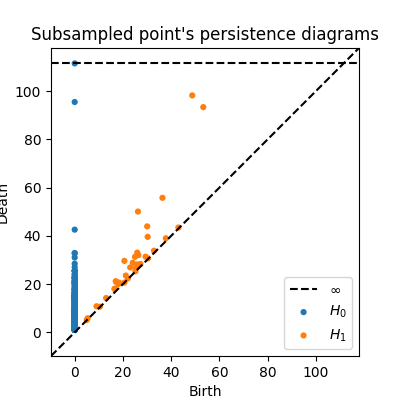 Subsampled point's persistence diagrams
100
80
60
40
20
0
Death
0 20 40 60 80 100
Birth
∞
H₀
H₁